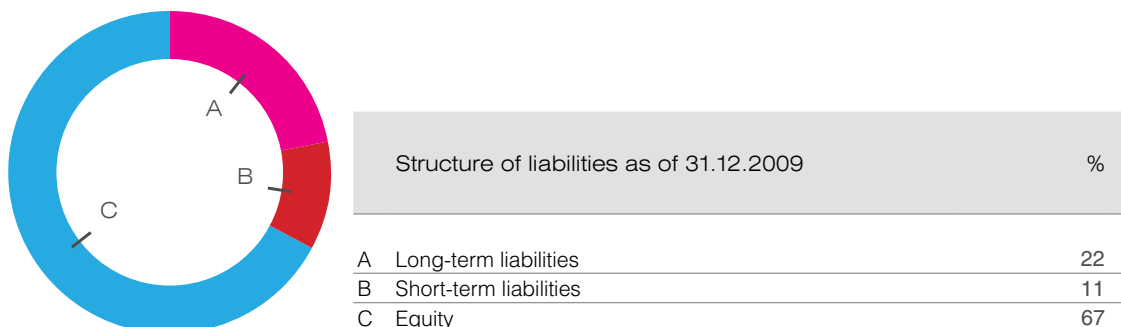 A
B
C
Structure of liabilities as of 31.12.2009 %
A Long-term liabilities 22
B Short-term liabilities 11
C Equity 67